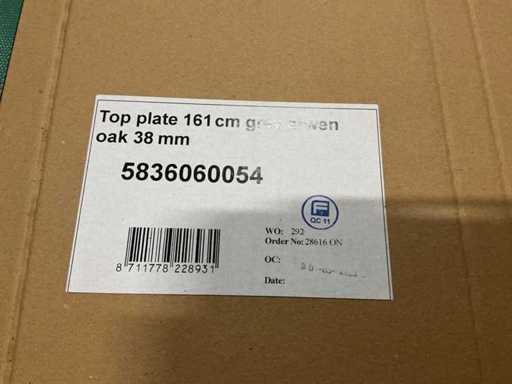 Top plate 161 cm
oak 38 mm
5836060054
QC 11
WO: 292
Order No: 28616 ON
OC:
Date:
8 711778 228931